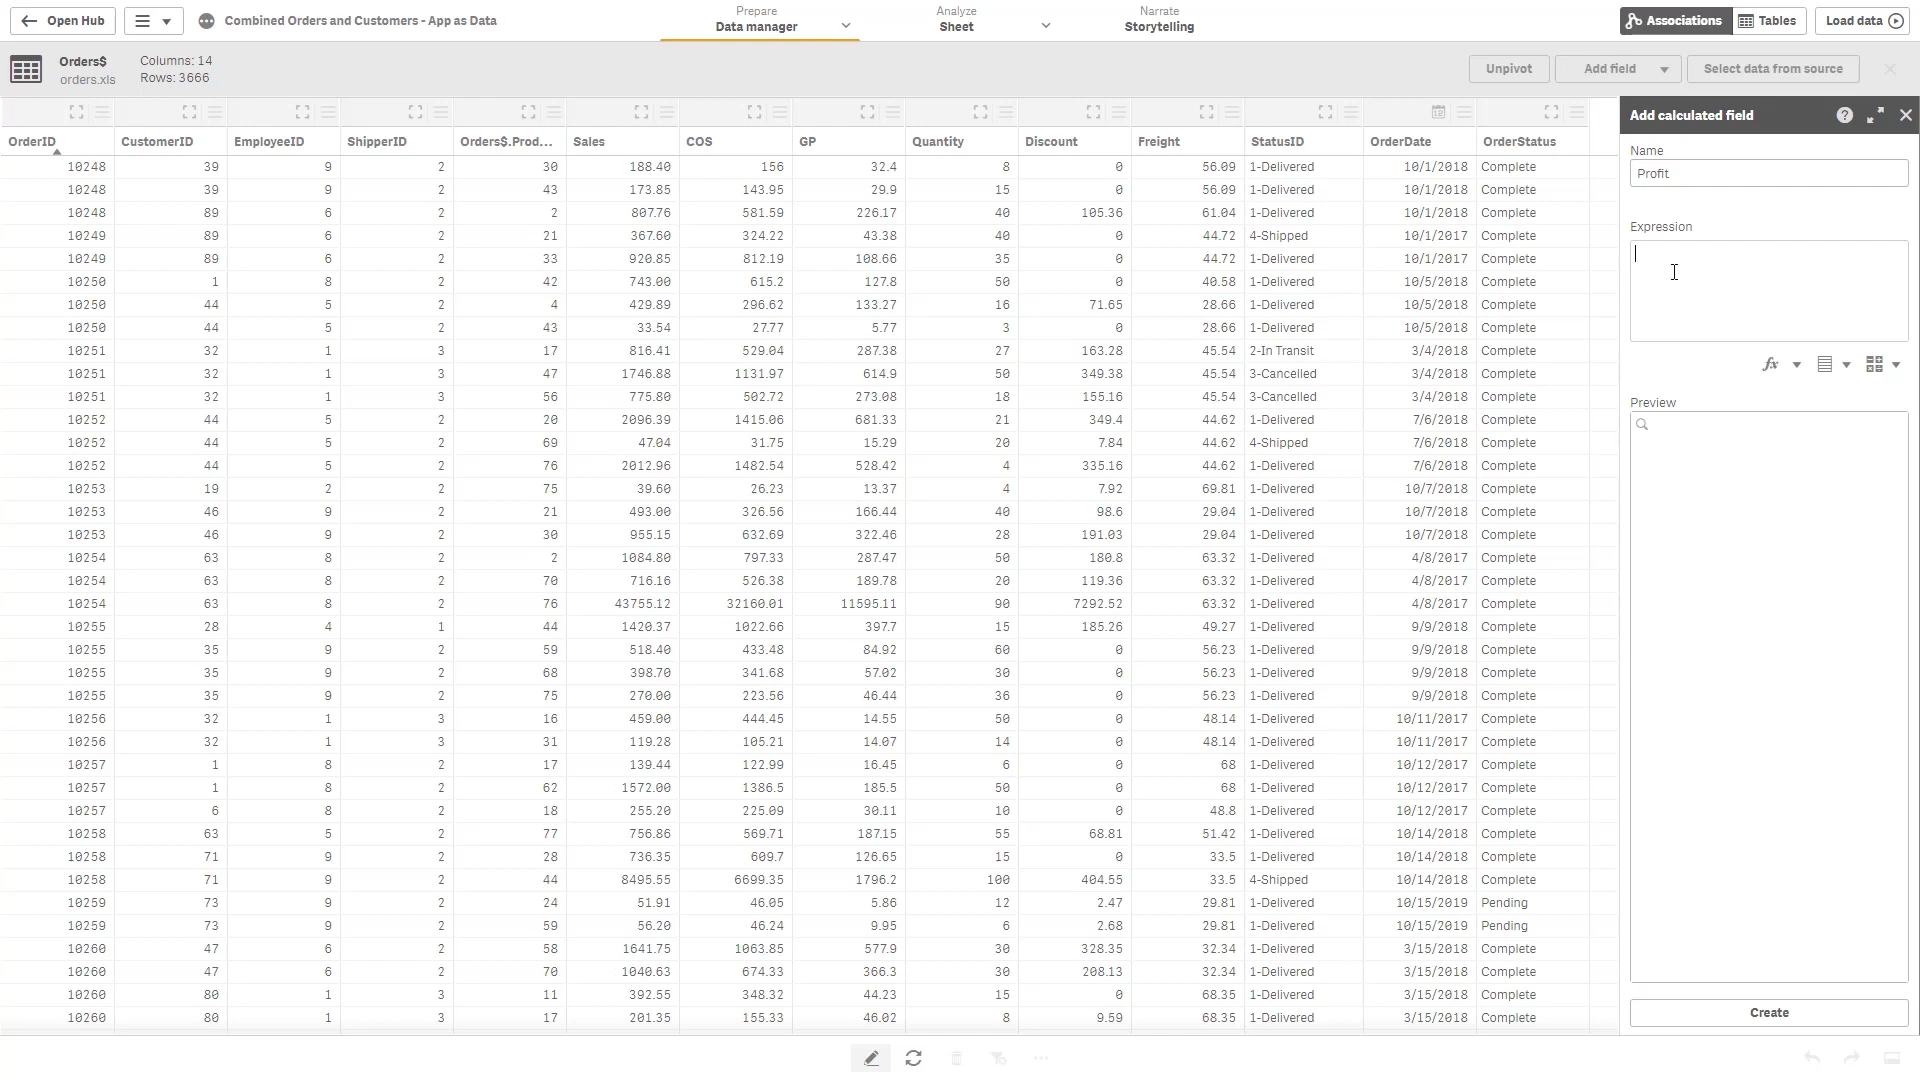 Open Hub
Combined Orders and Customers - App as Data
Prepare
Data manager
Analyze
Sheet
Narrate
Storytelling
Associations
Tables
Load data
Orders$
orders.xls
Columns: 14
Rows: 3666
Unpivot
Add field
Select data from source
OrderID CustomerID EmployeeID ShipperID Orders$.Prod... Sales COS GP Quantity Discount Freight StatusID OrderDate OrderStatus
10248 39 9 2 30 188.40 156 32.4 8 0 56.09 1-Delivered 10/1/2018 Complete
10248 39 9 2 43 173.85 143.95 29.9 15 0 56.09 1-Delivered 10/1/2018 Complete
10248 89 6 2 2 807.76 581.59 226.17 40 105.36 61.04 1-Delivered 10/1/2018 Complete
10249 89 6 2 21 367.60 324.22 43.38 40 0 44.72 4-Shipped 10/1/2017 Complete
10249 89 6 2 33 920.85 812.19 108.66 35 0 44.72 1-Delivered 10/1/2017 Complete
10250 1 8 2 42 743.00 615.2 127.8 50 0 40.58 1-Delivered 10/5/2018 Complete
10250 44 5 2 4 429.89 296.62 133.27 16 71.65 28.66 1-Delivered 10/5/2018 Complete
10250 44 5 2 43 33.54 27.77 5.77 3 0 28.66 1-Delivered 10/5/2018 Complete
10251 32 1 3 17 816.41 529.04 287.38 27 163.28 45.54 2-In Transit 3/4/2018 Complete
10251 32 1 3 47 1746.88 1131.97 614.9 50 349.38 45.54 3-Cancelled 3/4/2018 Complete
10251 32 1 3 56 775.80 502.72 273.08 18 155.16 45.54 3-Cancelled 3/4/2018 Complete
10252 44 5 2 20 2096.39 1415.06 681.33 21 349.4 44.62 1-Delivered 7/6/2018 Complete
10252 44 5 2 69 47.04 31.75 15.29 20 7.84 44.62 4-Shipped 7/6/2018 Complete
10252 44 5 2 76 2012.96 1482.54 528.42 4 335.16 44.62 1-Delivered 7/6/2018 Complete
10253 19 2 2 75 39.60 26.23 13.37 4 7.92 69.81 1-Delivered 10/7/2018 Complete
10253 46 9 2 21 493.00 326.56 166.44 40 98.6 29.04 1-Delivered 10/7/2018 Complete
10253 46 9 2 30 955.15 632.69 322.46 28 191.03 29.04 1-Delivered 10/7/2018 Complete
10254 63 8 2 2 1084.80 797.33 287.47 50 180.8 63.32 1-Delivered 4/8/2017 Complete
10254 63 8 2 70 716.16 526.38 189.78 20 119.36 63.32 1-Delivered 4/8/2017 Complete
10254 63 8 2 76 43755.12 32160.01 11595.11 90 7292.52 63.32 1-Delivered 4/8/2017 Complete
10255 28 4 1 44 1420.37 1022.66 397.7 15 185.26 49.27 1-Delivered 9/9/2018 Complete
10255 35 9 2 59 518.40 433.48 84.92 60 0 56.23 1-Delivered 9/9/2018 Complete
10255 35 9 2 68 398.70 341.68 57.02 30 0 56.23 1-Delivered 9/9/2018 Complete
10255 35 9 2 75 270.00 223.56 46.44 36 0 56.23 1-Delivered 9/9/2018 Complete
10256 32 1 3 16 459.00 444.45 14.55 50 0 48.14 1-Delivered 10/11/2017 Complete
10256 32 1 3 31 119.28 105.21 14.07 14 0 48.14 1-Delivered 10/11/2017 Complete
10257 1 8 2 17 139.44 122.99 16.45 6 0 68 1-Delivered 10/12/2017 Complete
10257 1 8 2 62 1572.00 1386.5 185.5 50 0 68 1-Delivered 10/12/2017 Complete
10257 6 8 2 18 255.20 225.09 30.11 10 0 48.8 1-Delivered 10/12/2017 Complete
10258 63 5 2 77 756.86 569.71 187.15 55 68.81 51.42 1-Delivered 10/14/2018 Complete
10258 71 9 2 28 736.35 609.7 126.65 15 0 33.5 1-Delivered 10/14/2018 Complete
10258 71 9 2 44 8495.55 6699.35 1796.2 100 404.55 33.5 4-Shipped 10/14/2018 Complete
10259 73 9 2 24 51.91 46.05 5.86 12 2.47 29.81 1-Delivered 10/15/2019 Pending
10259 73 9 2 59 56.20 46.24 9.95 6 2.68 29.81 1-Delivered 10/15/2019 Pending
10260 47 6 2 58 1641.75 1063.85 577.9 30 328.35 32.34 1-Delivered 3/15/2018 Complete
10260 47 6 2 70 1040.63 674.33 366.3 30 208.13 32.34 1-Delivered 3/15/2018 Complete
10260 80 1 3 11 392.55 348.32 44.23 15 0 68.35 1-Delivered 3/15/2018 Complete
10260 80 1 3 17 201.35 155.33 46.02 8 9.59 68.35 1-Delivered 3/15/2018 Complete
Add calculated field
Name
Profit
Expression
fx
Preview
Create